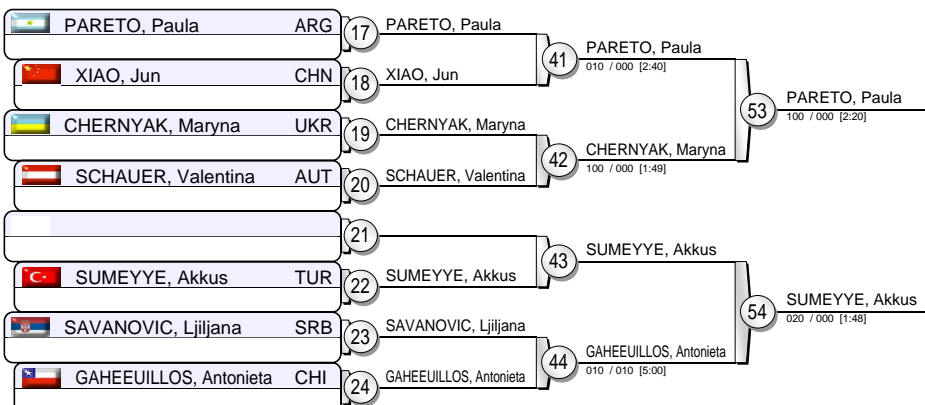 PARETO, Paula ARG
XIAO, Jun CHN
CHERNYAK, Maryna UKR
SCHAUER, Valentina AUT
SUMEYYE, Akkus TUR
SAVANOVIC, Ljiljana SRB
GAHEEUILLOS, Antonieta CHI
17
18
19
20
21
22
23
24
PARETO, Paula
XIAO, Jun
CHERNYAK, Maryna
SCHAUER, Valentina
SUMEYYE, Akkus
SAVANOVIC, Ljiljana
GAHEEUILLOS, Antonieta
41
42
43
44
PARETO, Paula
010 / 000 [2:40]
CHERNYAK, Maryna
100 / 000 [1:49]
SUMEYYE, Akkus
GAHEEUILLOS, Antonieta
010 / 010 [5:00]
53
54
PARETO, Paula
100 / 000 [2:20]
SUMEYYE, Akkus
020 / 000 [1:48]